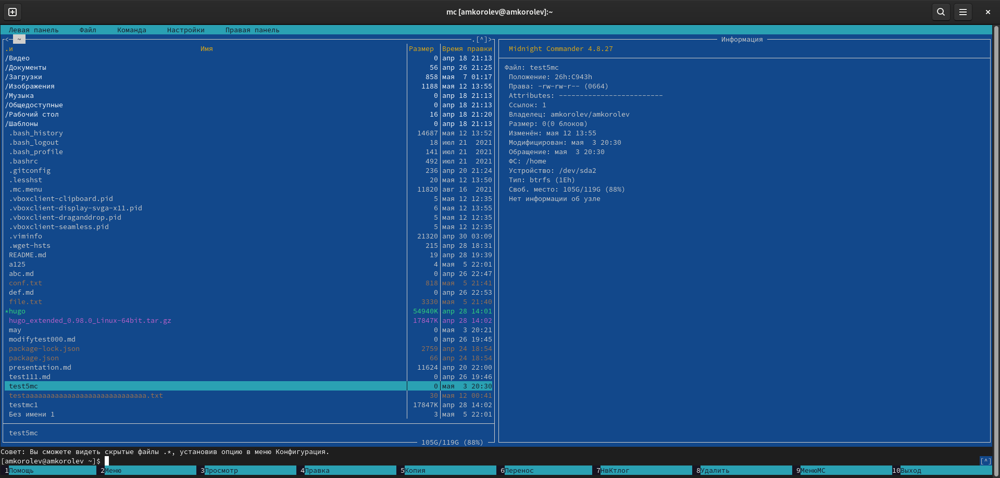 mc [amkorolev@amkorolev]:~
Левая панель Файл Команда Настройки Правая панель
<─ ~ .[^]>
.и Имя Размер Время правки
/Видео 0 апр 18 21:13
/Документы 56 апр 26 21:25
/Загрузки 858 мая 7 01:17
/Изображения 1188 мая 12 13:55
/Музыка 0 апр 18 21:13
/Общедоступные 0 апр 18 21:13
/Рабочий стол 16 апр 18 21:20
/Шаблоны 0 апр 18 21:13
.bash_history 14687 мая 12 13:52
.bash_logout 18 июл 21 2021
.bash_profile 141 июл 21 2021
.bashrc 492 июл 21 2021
.gitconfig 236 апр 20 21:24
.lesshst 20 мая 12 13:50
.mc.menu 11820 авг 16 2021
.vboxclient-clipboard.pid 5 мая 12 12:35
.vboxclient-display-svga-x11.pid 6 мая 12 13:55
.vboxclient-draganddrop.pid 5 мая 12 12:35
.vboxclient-seamless.pid 5 мая 12 12:35
.viminfo 21320 апр 30 03:09
.wget-hsts 215 апр 28 18:31
README.md 19 апр 28 19:39
a125 4 мая 5 22:01
abc.md 0 апр 26 22:47
conf.txt 818 мая 5 21:41
def.md 0 апр 26 22:53
file.txt 3330 мая 5 21:40
*hugo 54940K апр 28 14:01
hugo_extended_0.98.0_Linux-64bit.tar.gz 17847K апр 28 14:02
may 0 мая 3 20:21
modifytest000.md 0 апр 26 19:45
package-lock.json 2759 апр 24 18:54
package.json 66 апр 24 18:54
presentation.md 11624 апр 20 22:00
test111.md 0 апр 26 19:46
test5mc 0 мая 3 20:30
testaaaaaaaaaaaaaaaaaaaaaaaaaaaaa.txt 30 мая 12 00:41
testmc1 17847K апр 28 14:02
Без имени 1 3 мая 5 22:01
test5mc
105G/119G (88%)
Информация
Midnight Commander 4.8.27
Файл: test5mc
Положение: 26h:C943h
Права: -rw-rw-r-- (0664)
Attributes: -------------------------
Ссылок: 1
Владелец: amkorolev/amkorolev
Размер: 0(0 блоков)
Изменён: мая 12 13:55
Модифицирован: мая 3 20:30
Обращение: мая 3 20:30
ФС: /home
Устройство: /dev/sda2
Тип: btrfs (1Eh)
Своб. место: 105G/119G (88%)
Нет информации об узле
Совет: Вы сможете видеть скрытые файлы .*, установив опцию в меню Конфигурация.
[amkorolev@amkorolev ~]$ [^]
1Помощь 2Меню 3Просмотр 4Правка 5Копия 6Перенос 7НвКтлог 8Удалить 9МенюMC 10Выход